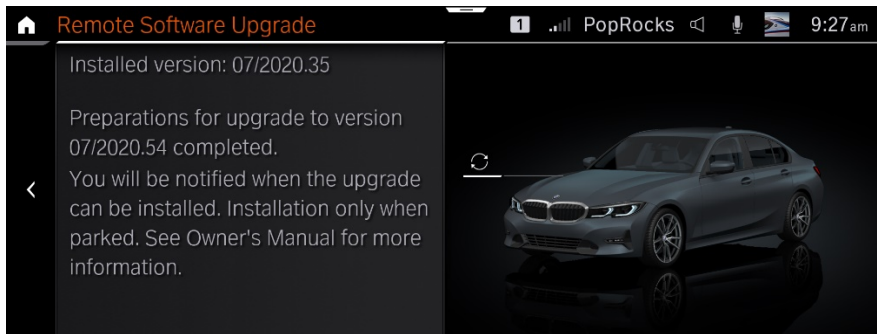 Remote Software Upgrade
1 PopRocks 9:27am
Installed version: 07/2020.35
Preparations for upgrade to version
07/2020.54 completed.
You will be notified when the upgrade
can be installed. Installation only when
parked. See Owner's Manual for more
information.